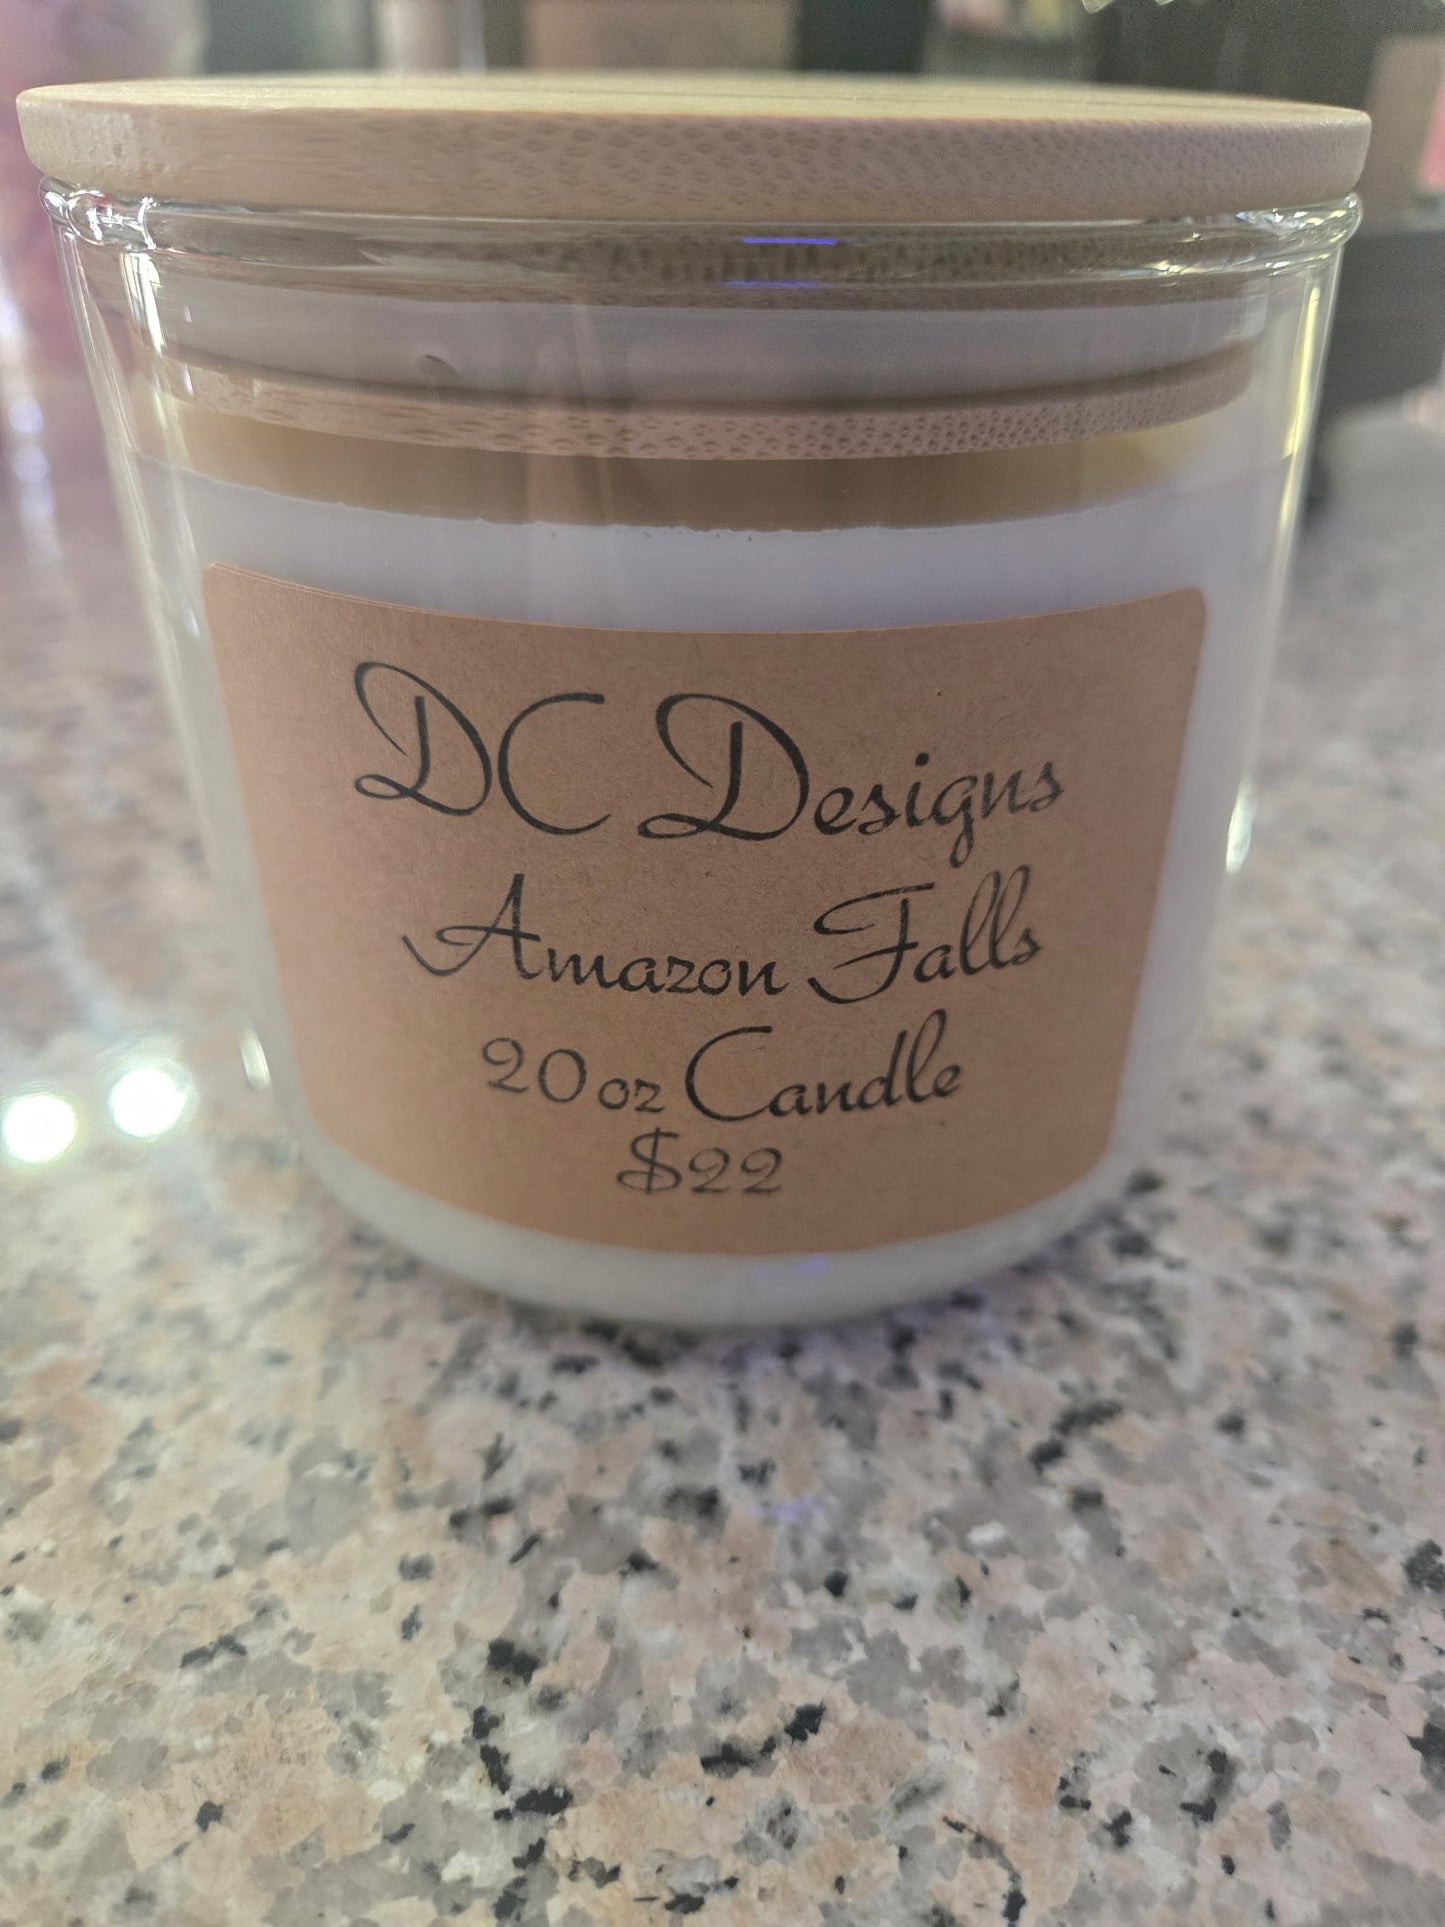 DC Designs
Amazon Falls
20 oz Candle
$22